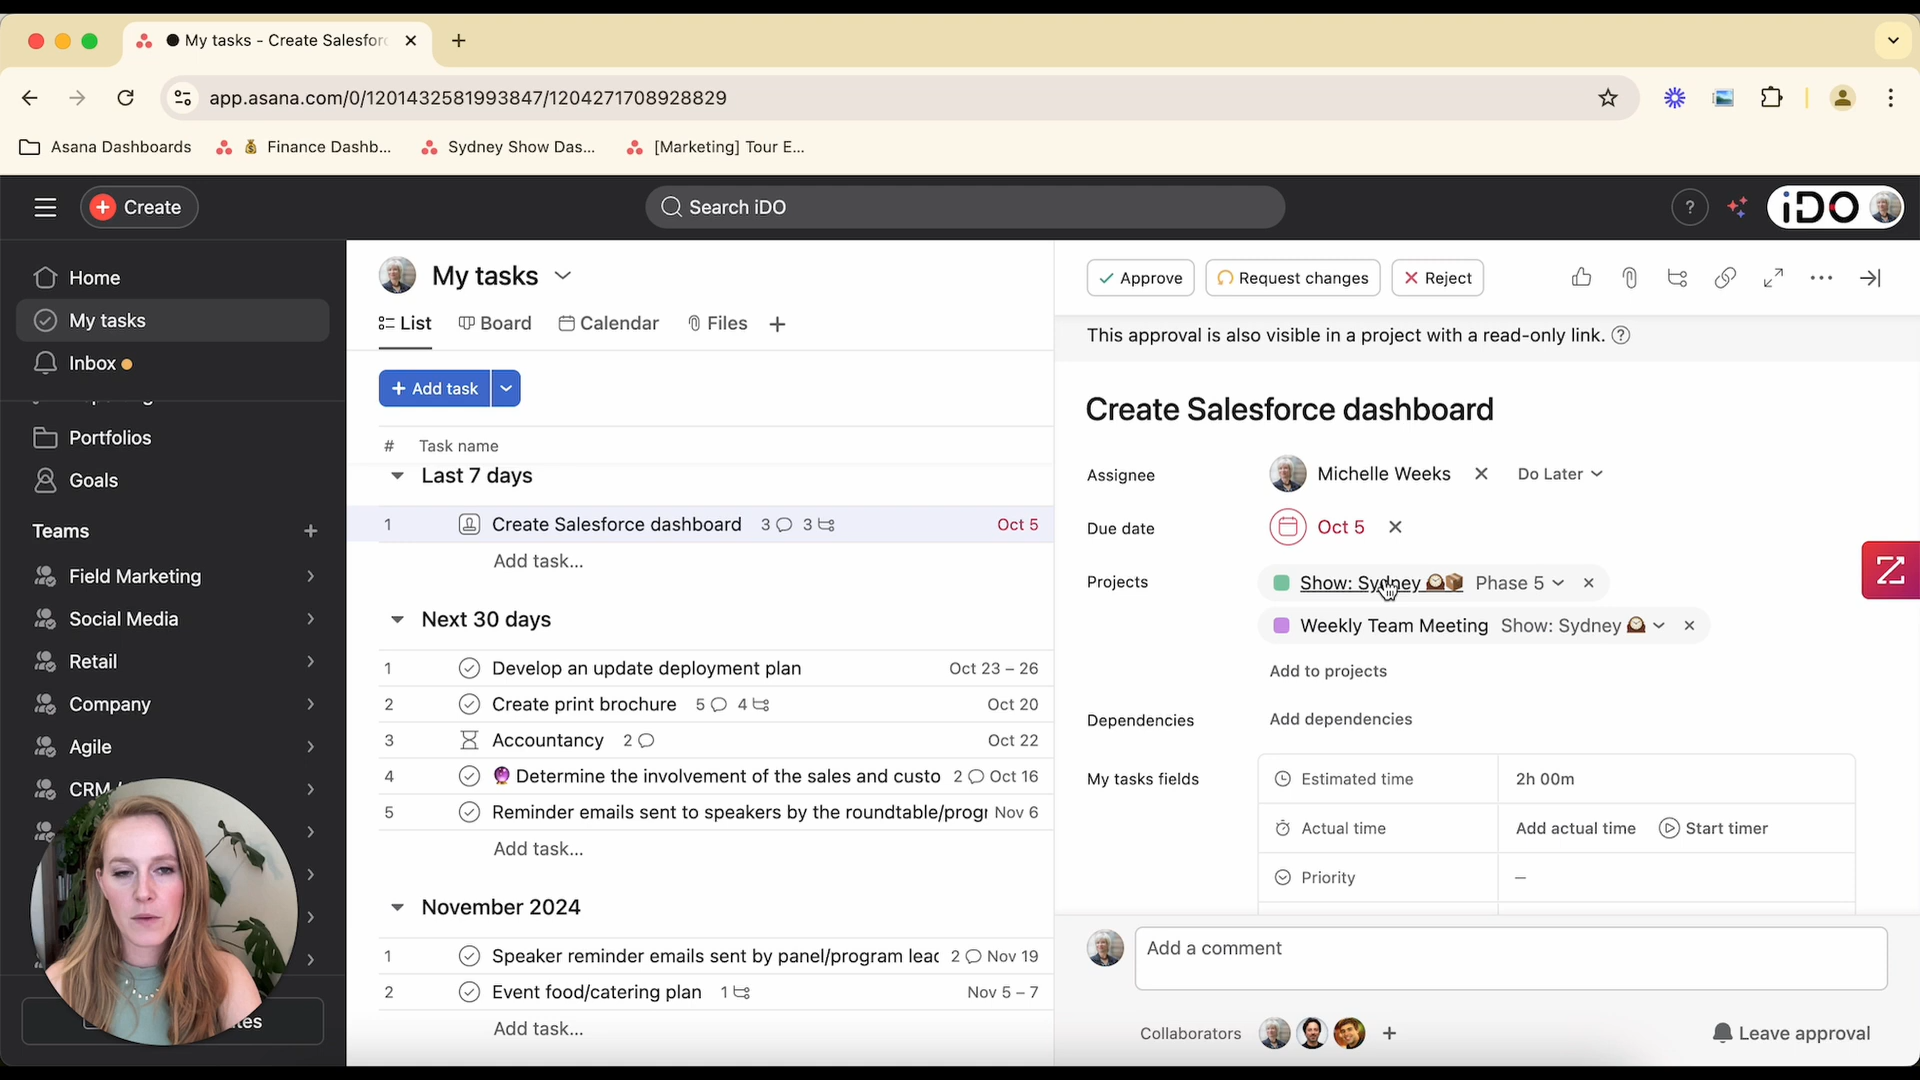 My tasks - Create Salesforc
app.asana.com/0/1201432581993847/1204271708928829
Asana Dashboards
Finance Dashb...
Sydney Show Das...
[Marketing] Tour E...
Create
Search iDO
?
iDO
Home
My tasks
Inbox
Portfolios
Goals
Teams
Field Marketing
Social Media
Retail
Company
Agile
CRM
My tasks
List
Board
Calendar
Files
Add task
# Task name
Last 7 days
1 Create Salesforce dashboard 3 3 Oct 5
Add task...
Next 30 days
1 Develop an update deployment plan Oct 23 – 26
2 Create print brochure 5 4 Oct 20
3 Accountancy 2 Oct 22
4 Determine the involvement of the sales and custo 2 Oct 16
5 Reminder emails sent to speakers by the roundtable/progr Nov 6
Add task...
November 2024
1 Speaker reminder emails sent by panel/program leac 2 Nov 19
2 Event food/catering plan 1 Nov 5 – 7
Add task...
Approve
Request changes
Reject
This approval is also visible in a project with a read-only link. ?
Create Salesforce dashboard
Assignee Michelle Weeks Do Later
Due date Oct 5
Projects Show: Sydney Phase 5
Weekly Team Meeting Show: Sydney
Add to projects
Dependencies Add dependencies
My tasks fields Estimated time 2h 00m
Actual time Add actual time Start timer
Priority —
Add a comment
Collaborators
Leave approval